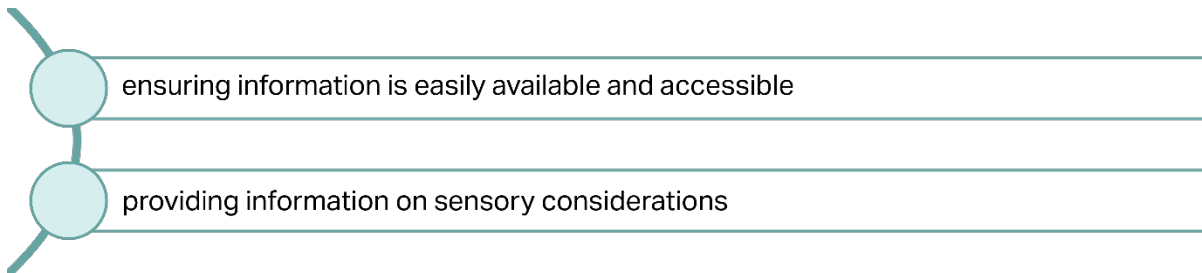 ensuring information is easily available and accessible
providing information on sensory considerations